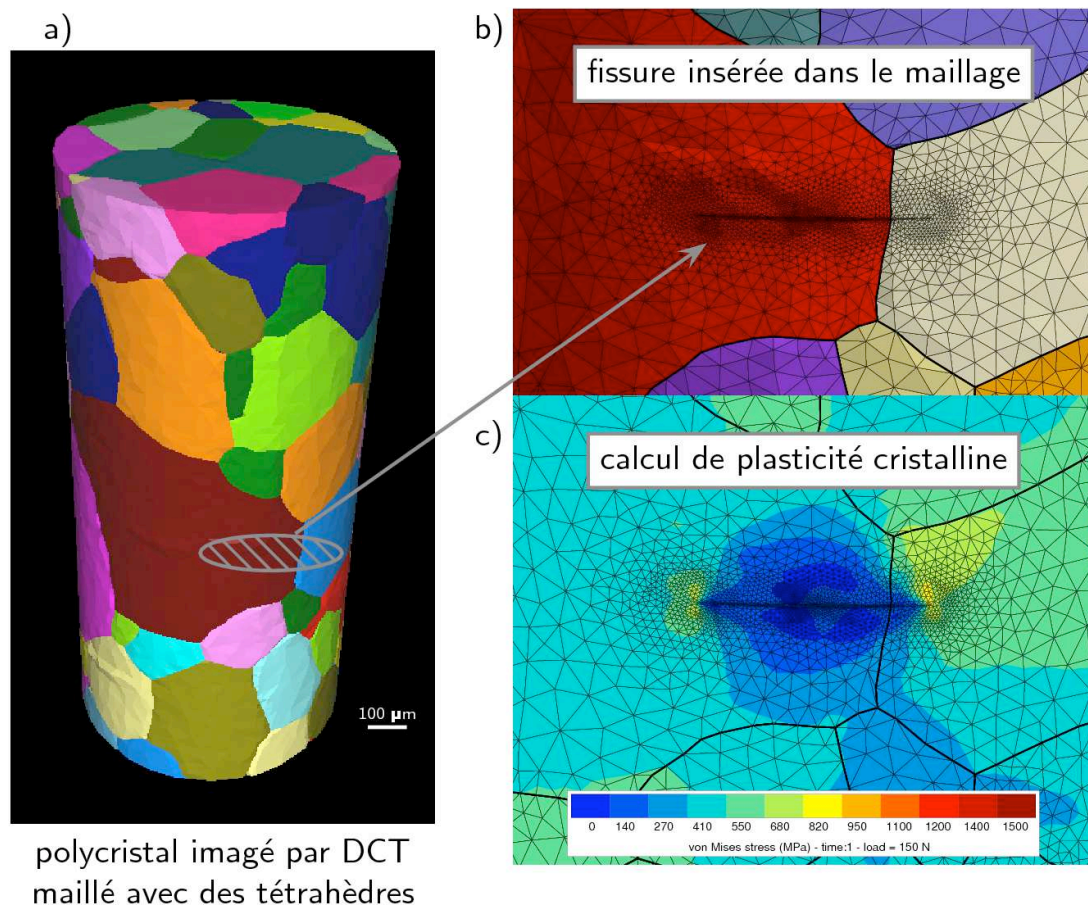 a)
100 μm
polycristal imagé par DCT
maillé avec des tétrahèdres
b)
fissure insérée dans le maillage
c)
calcul de plasticité cristalline
0 140 270 410 550 680 820 950 1100 1200 1400 1500
von Mises stress (MPa) - time:1 - load = 150 N